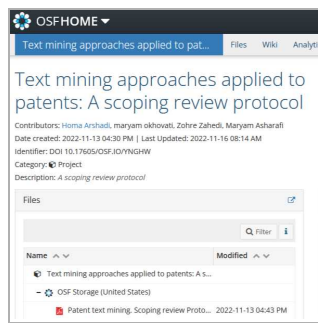 OSFHOME
Text mining approaches applied to pat... Files Wiki Analyti
Text mining approaches applied to
patents: A scoping review protocol
Contributors: Homa Arshadi, maryam okhovati, Zohre Zahedi, Maryam Asharafi
Date created: 2022-11-13 04:30 PM | Last Updated: 2022-11-16 08:14 AM
Identifier: DOI 10.17605/OSF.IO/YNGHW
Category: Project
Description: A scoping review protocol
Files
Filter i
Name Modified
Text mining approaches applied to patents: A s...
– OSF Storage (United States)
Patent text mining. Scoping review Proto... 2022-11-13 04:43 PM